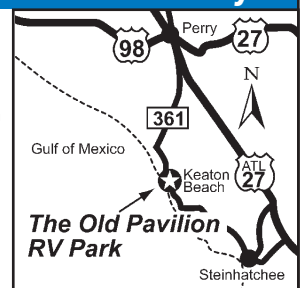 Perry
98
27
N
361
Gulf of Mexico
Keaton
Beach
ATL
27
The Old Pavilion
RV Park
Steinhatchee